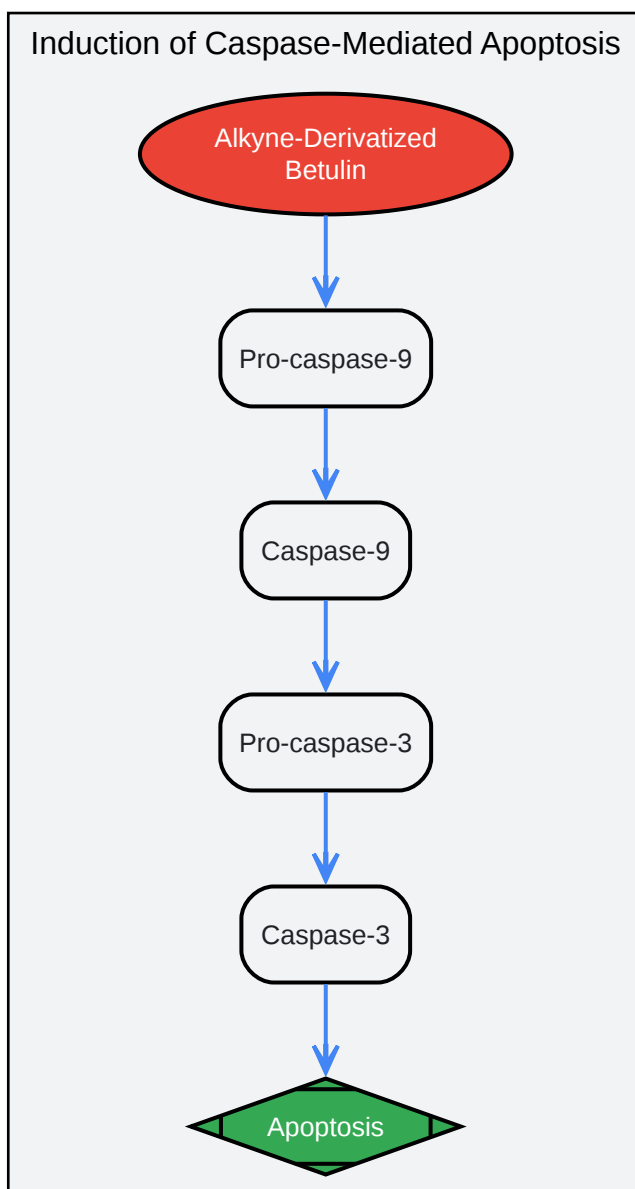 Induction of Caspase-Mediated Apoptosis
Alkyne-Derivatized
Betulin
Pro-caspase-9
Caspase-9
Pro-caspase-3
Caspase-3
Apoptosis